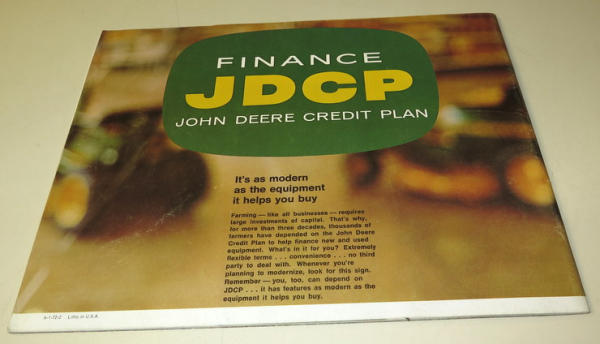 FINANCE
JDCP
JOHN DEERE CREDIT PLAN
It's as modern
as the equipment
it helps you buy
Farming — like all businesses — requires
large investments of capital. That's why,
for more than three decades, thousands of
farmers have depended on the John Deere
Credit Plan to help finance new and used
equipment. What's in it for you? Extremely
flexible terms . . . convenience . . . no third
party to deal with. Whenever you're
planning to modernize, look for this sign.
Remember — you, too, can depend on
JDCP . . . it has features as modern as the
equipment it helps you buy.
Litho in U.S.A.